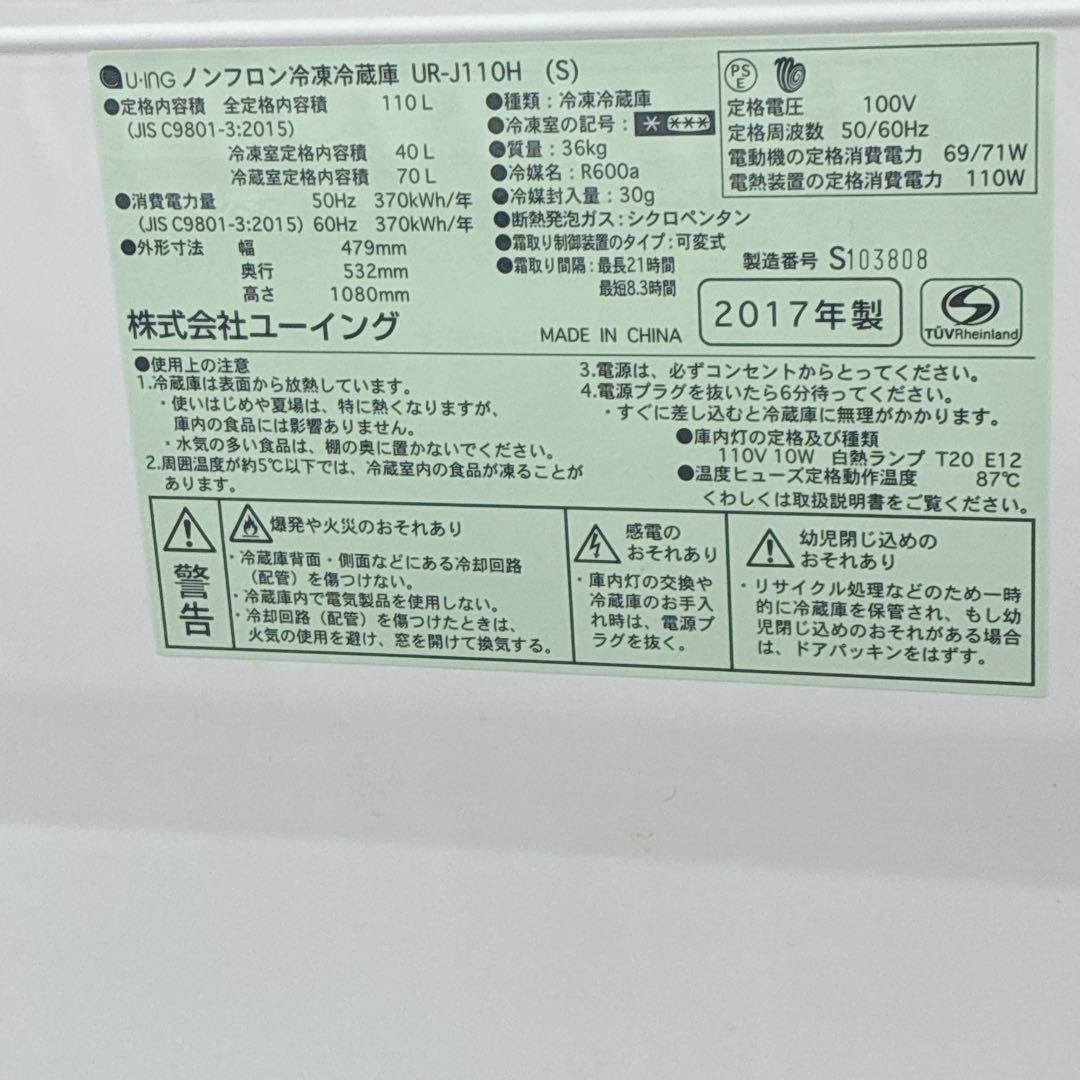 U·ING ノンフロン冷凍冷蔵庫 UR-J110H (S)
●定格内容積 全定格内容積 110 L
(JIS C9801-3:2015)
冷凍室定格内容積 40 L
冷蔵室定格内容積 70 L
●消費電力量 50Hz 370kWh/年
(JIS C9801-3:2015) 60Hz 370kWh/年
●外形寸法 幅 479mm
奥行 532mm
高さ 1080mm
株式会社ユーイング
●種類：冷凍冷蔵庫
●冷凍室の記号：* ***
●質量：36kg
●冷媒名：R600a
●冷媒封入量：30g
●断熱発泡ガス：シクロペンタン
●霜取り制御装置のタイプ：可変式
●霜取り間隔：最長21時間
最短8.3時間
MADE IN CHINA
PS
E
定格電圧 100V
定格周波数 50/60Hz
電動機の定格消費電力 69/71W
電熱装置の定格消費電力 110W
製造番号 S103808
2017年製
TÜVRheinland
●使用上の注意
1.冷蔵庫は表面から放熱しています。
・使いはじめや夏場は、特に熱くなりますが、
庫内の食品には影響ありません。
・水気の多い食品は、棚の奥に置かないでください。
2.周囲温度が約5℃以下では、冷蔵室内の食品が凍ることが
あります。
3.電源は、必ずコンセントからとってください。
4.電源プラグを抜いたら6分待ってください。
・すぐに差し込むと冷蔵庫に無理がかかります。
●庫内灯の定格及び種類
110V 10W 白熱ランプ T20 E12
●温度ヒューズ定格動作温度 87℃
くわしくは取扱説明書をご覧ください。
警告
爆発や火災のおそれあり
・冷蔵庫背面・側面などにある冷却回路
(配管)を傷つけない。
・冷蔵庫内で電気製品を使用しない。
・冷却回路(配管)を傷つけたときは、
火気の使用を避け、窓を開けて換気する。
感電の
おそれあり
・庫内灯の交換や
冷蔵庫のお手入
れ時は、電源プ
ラグを抜く。
幼児閉じ込めの
おそれあり
・リサイクル処理などのため一時
的に冷蔵庫を保管され、もし幼
児閉じ込めのおそれがある場合
は、ドアパッキンをはずす。